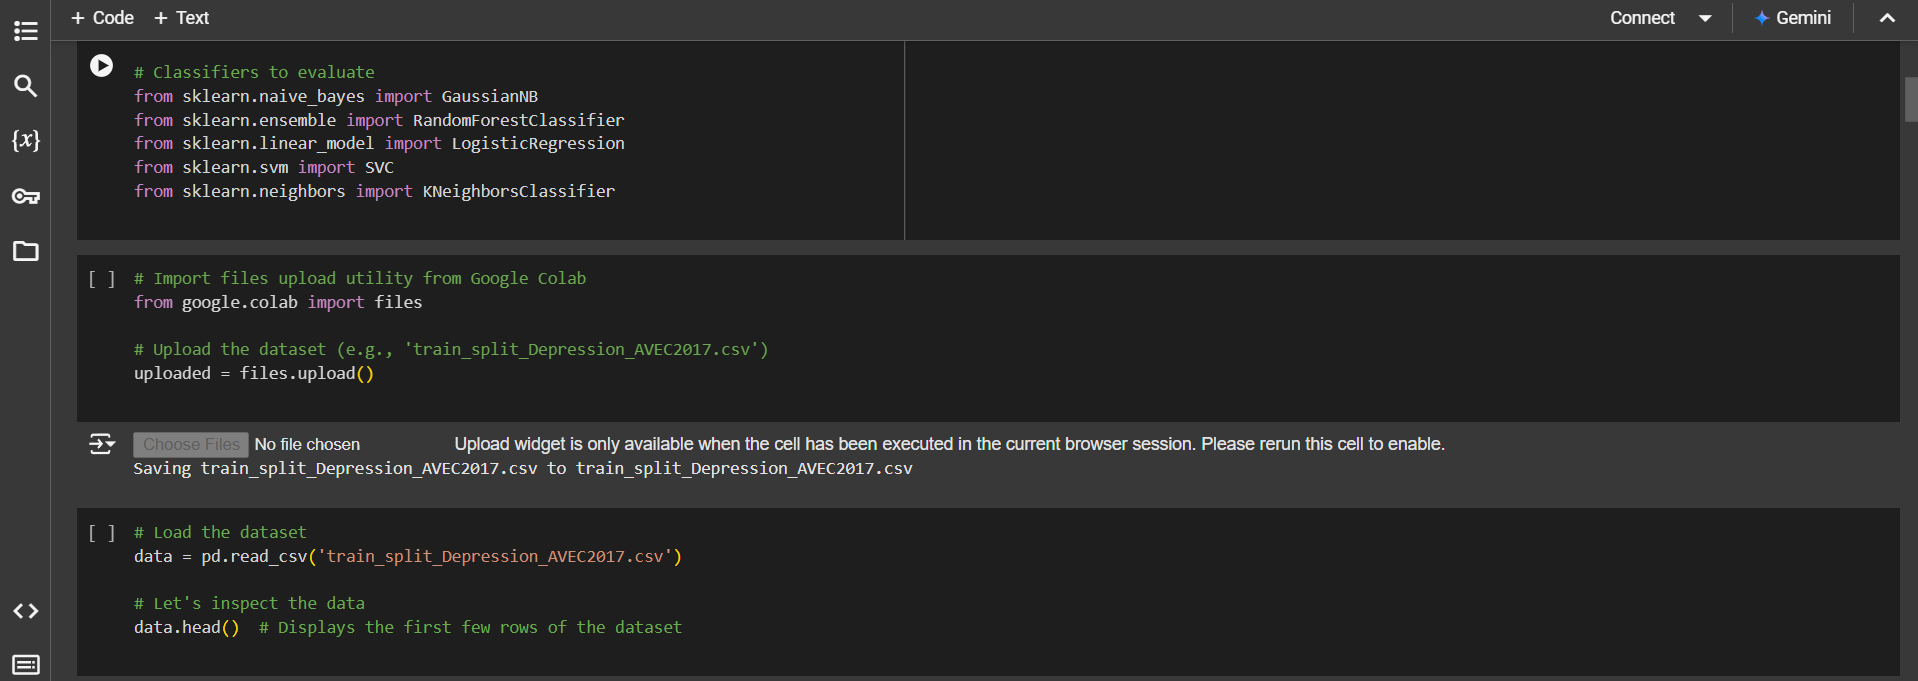 + Code + Text
Connect
Gemini
# Classifiers to evaluate
from sklearn.naive_bayes import GaussianNB
from sklearn.ensemble import RandomForestClassifier
from sklearn.linear_model import LogisticRegression
from sklearn.svm import SVC
from sklearn.neighbors import KNeighborsClassifier
{x}
[ ] # Import files upload utility from Google Colab
from google.colab import files
# Upload the dataset (e.g., 'train_split_Depression_AVEC2017.csv')
uploaded = files.upload()
Choose Files No file chosen Upload widget is only available when the cell has been executed in the current browser session. Please rerun this cell to enable.
Saving train_split_Depression_AVEC2017.csv to train_split_Depression_AVEC2017.csv
[ ] # Load the dataset
data = pd.read_csv('train_split_Depression_AVEC2017.csv')
# Let's inspect the data
data.head() # Displays the first few rows of the dataset